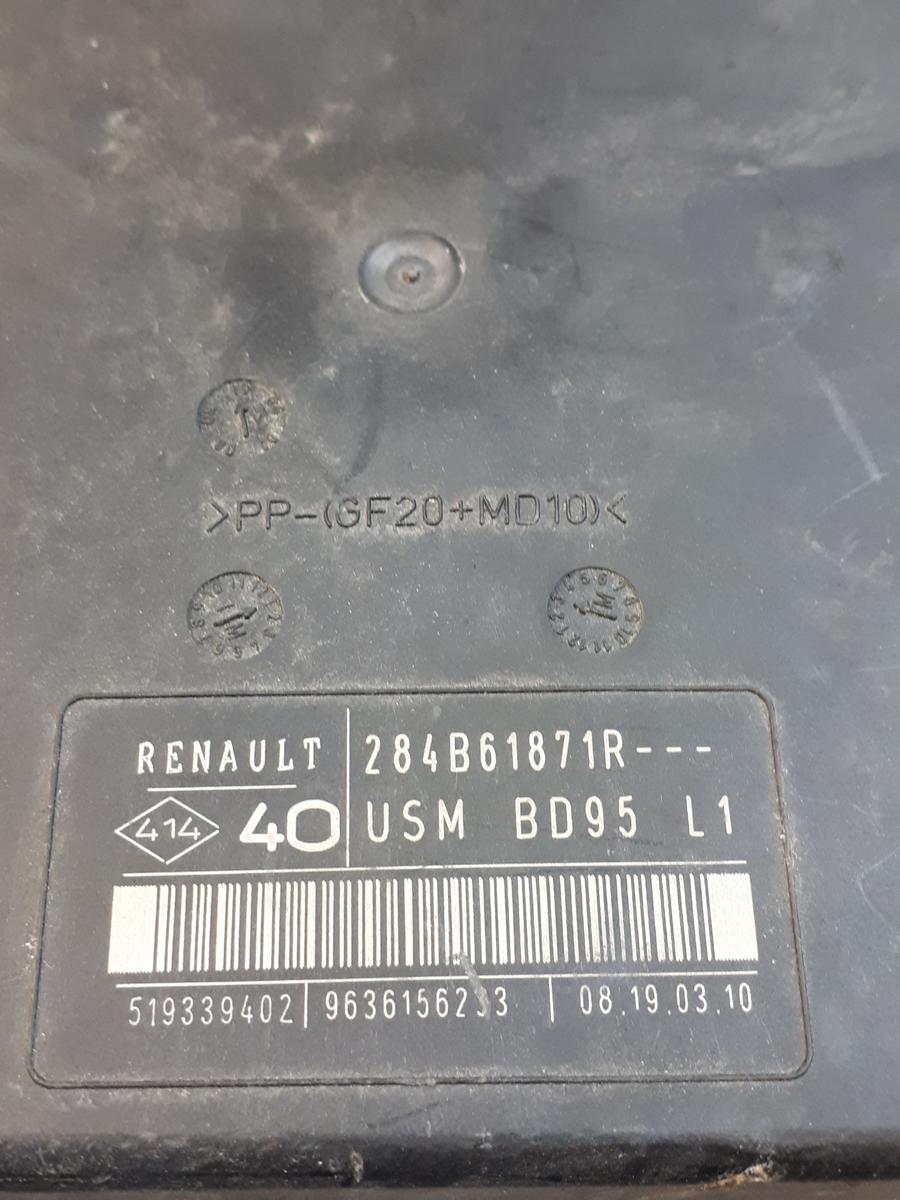 >PP-(GF20+MD10)<
RENAULT
284B61871R---
414
40
USM BD95 L1
519339402
08.19.03.10